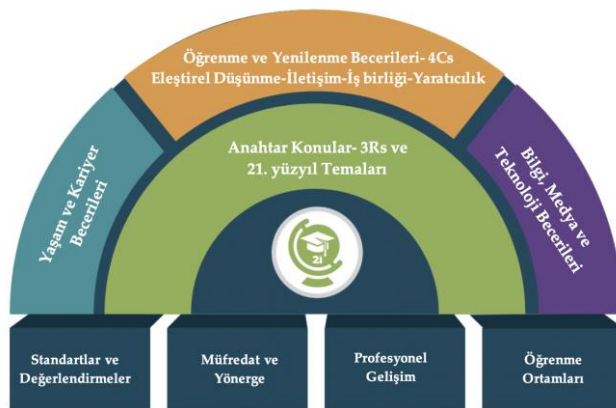 Öğrenme ve Yenilenme Becerileri- 4Cs
Eleştirel Düşünme-İletişim-İş birliği-Yaratıcılık
Yaşam ve Kariyer
Becerileri
Anahtar Konular- 3Rs ve
21. yüzyıl Temaları
Bilgi, Medya ve
Teknoloji Becerileri
21
Standartlar ve
Değerlendirmeler
Müfredat ve
Yönerge
Profesyonel
Gelişim
Öğrenme
Ortamları